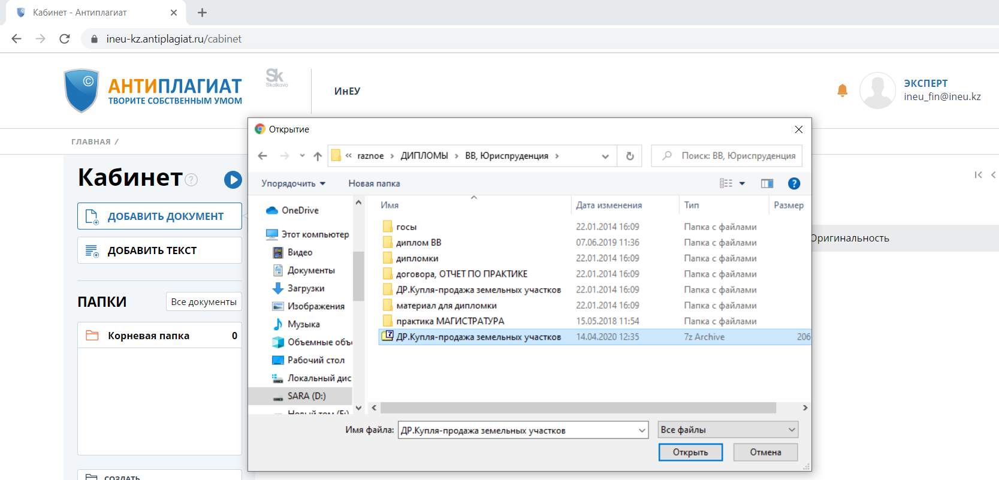 Кабинет - Антиплагиат
ineu-kz.antiplagiat.ru/cabinet
©
АНТИПЛАГИАТ
ТВОРИТЕ СОБСТВЕННЫМ УМОМ
Sk
Skolkovo
ИнЕУ
ЭКСПЕРТ
ineu_fin@ineu.kz
ГЛАВНАЯ /
Кабинет ?
ДОБАВИТЬ ДОКУМЕНТ
ДОБАВИТЬ ТЕКСТ
ПАПКИ
Все документы
Корневая папка 0
СОЗДАТЬ
Оригинальность
Открытие
« raznoe › ДИПЛОМЫ › ВВ, Юриспруденция ›
Поиск: ВВ, Юриспруденция
Упорядочить
Новая папка
?
OneDrive
Этот компьютер
Видео
Документы
Загрузки
Изображения
Музыка
Объемные объ
Рабочий стол
Локальный дис
SARA (D:)
Новый том (E:)
Имя Дата изменения Тип Размер
госы 22.01.2014 16:09 Папка с файлами
диплом ВВ 07.06.2019 11:36 Папка с файлами
дипломки 22.01.2014 16:09 Папка с файлами
договора, ОТЧЕТ ПО ПРАКТИКЕ 22.01.2014 16:09 Папка с файлами
ДР.Купля-продажа земельных участков 22.01.2014 16:09 Папка с файлами
материал для дипломки 22.01.2014 16:09 Папка с файлами
практика МАГИСТРАТУРА 15.05.2018 11:54 Папка с файлами
ДР.Купля-продажа земельных участков 14.04.2020 12:35 7z Archive 206
Имя файла: ДР.Купля-продажа земельных участков
Все файлы
Открыть
Отмена